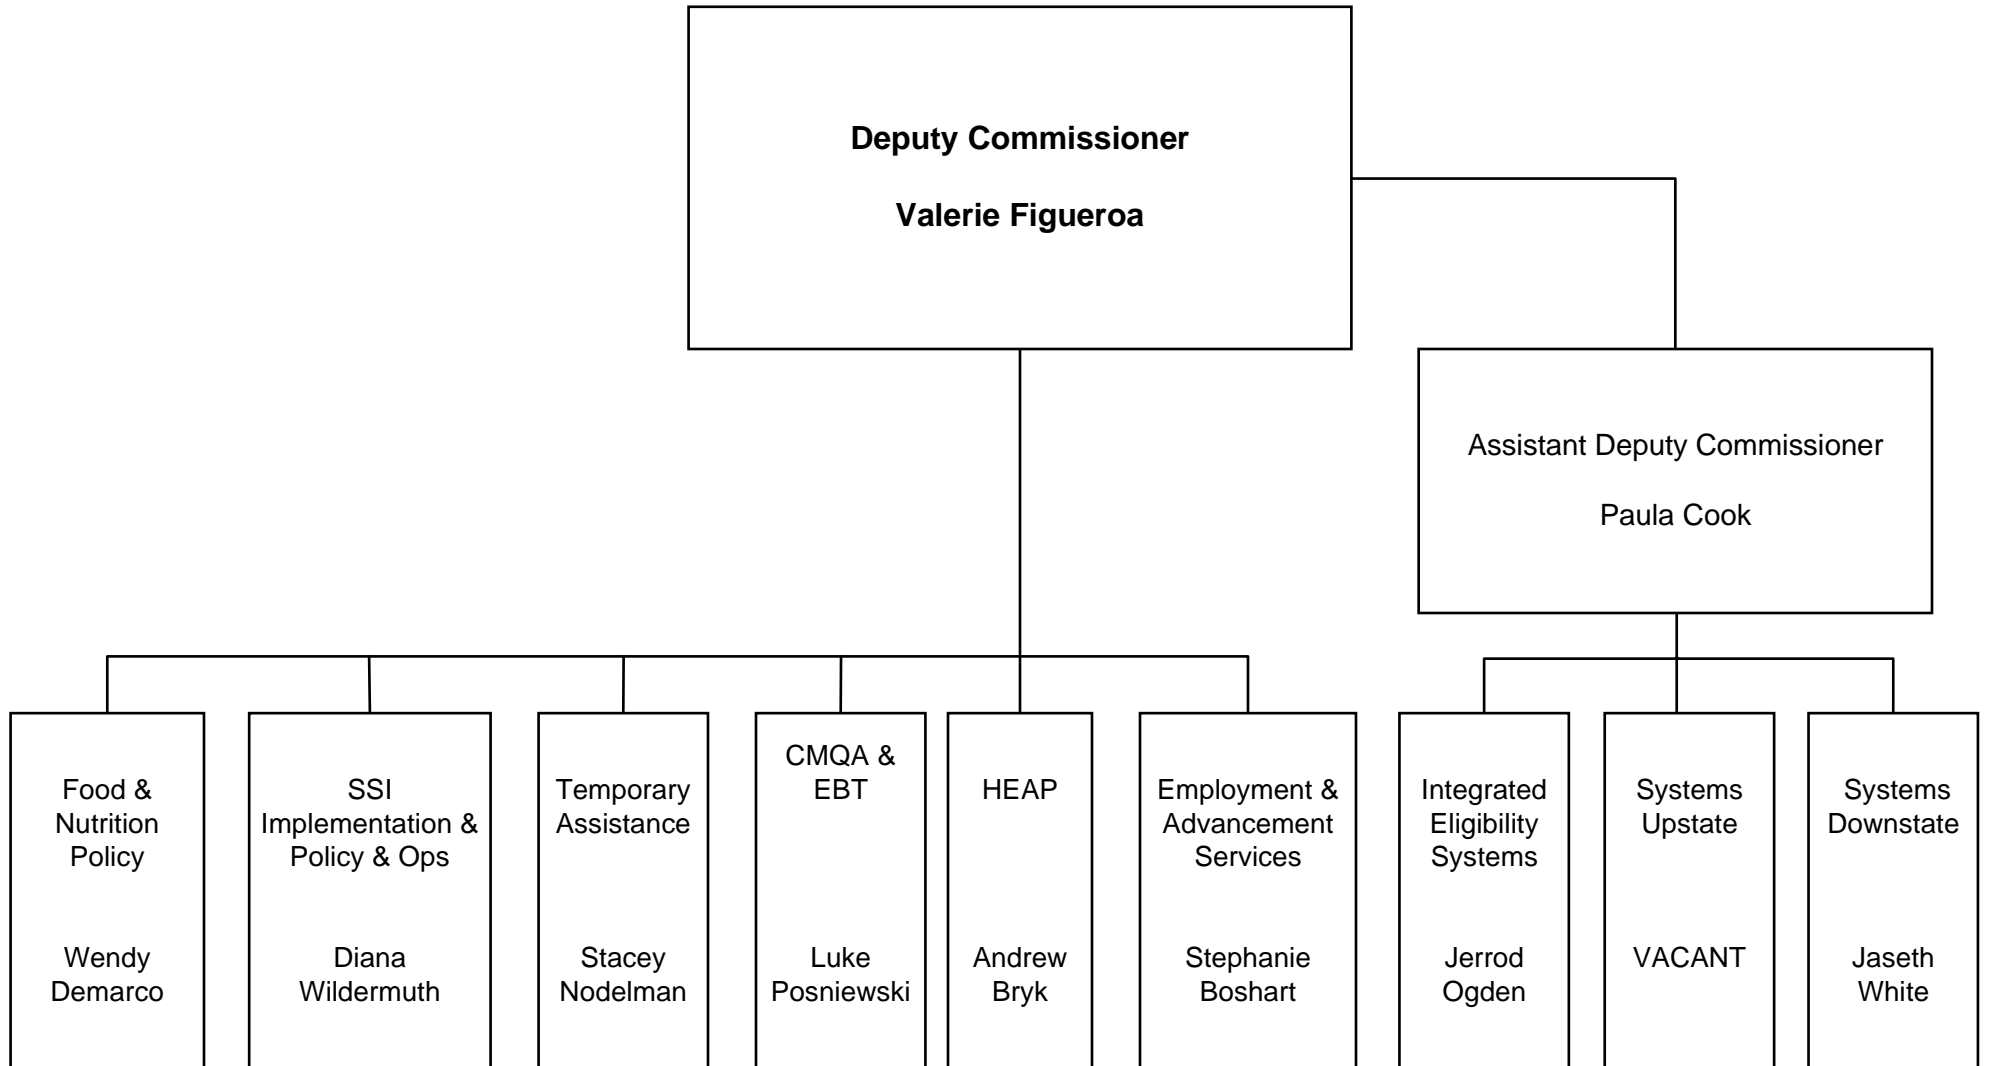 Deputy Commissioner
Valerie Figueroa
Assistant Deputy Commissioner
Paula Cook
Food &
Nutrition
Policy
Wendy
Demarco
SSI
Implementation &
Policy & Ops
Diana
Wildermuth
Temporary
Assistance
Stacey
Nodelman
CMQA &
EBT
Luke
Posniewski
HEAP
Andrew
Bryk
Employment &
Advancement
Services
Stephanie
Boshart
Integrated
Eligibility
Systems
Jerrod
Ogden
Systems
Upstate
VACANT
Systems
Downstate
Jaseth
White